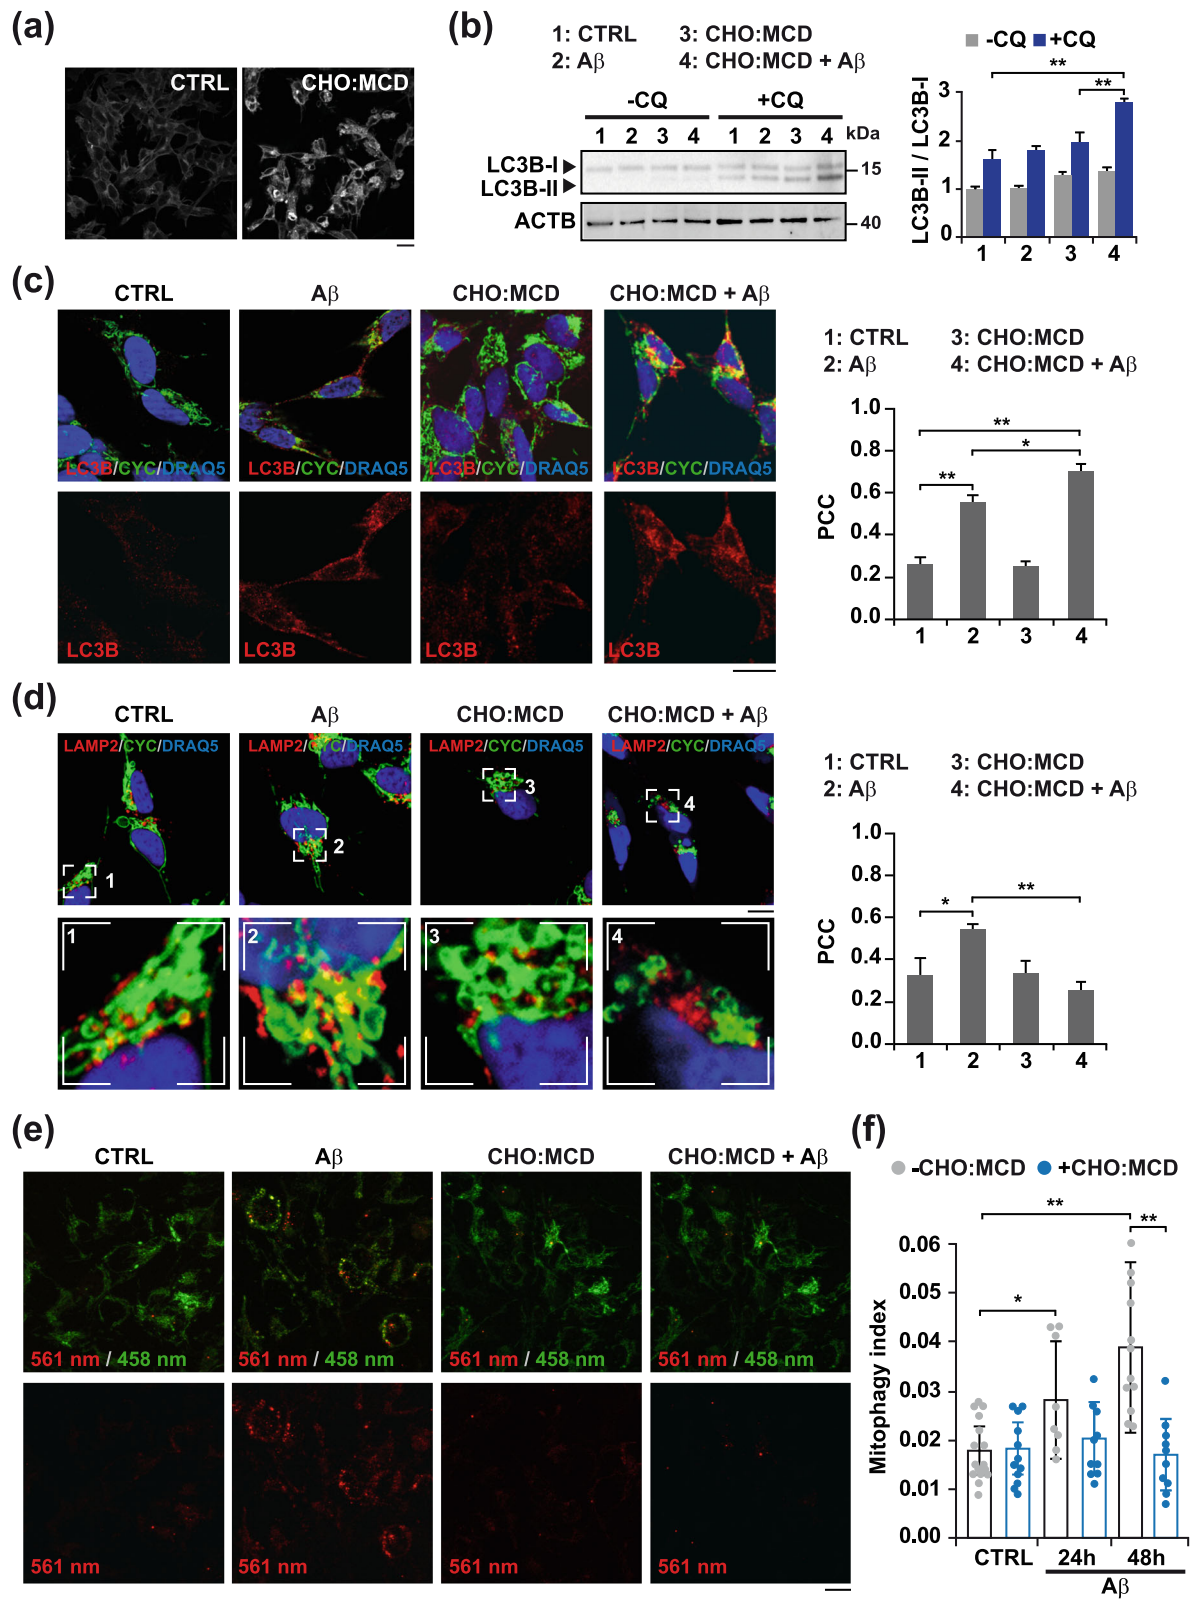 (a)
CTRL
CHO:MCD
(b)
1: CTRL 3: CHO:MCD
2: Aβ 4: CHO:MCD + Aβ
-CQ +CQ
1 2 3 4 1 2 3 4 kDa
LC3B-I
LC3B-II
15
ACTB
40
-CQ +CQ
**
**
LC3B-II / LC3B-I
3
2
1
0
1 2 3 4
(c)
CTRL Aβ CHO:MCD CHO:MCD + Aβ
LC3B/CYC/DRAQ5 LC3B/CYC/DRAQ5 LC3B/CYC/DRAQ5 LC3B/CYC/DRAQ5
LC3B LC3B LC3B LC3B
1: CTRL 3: CHO:MCD
2: Aβ 4: CHO:MCD + Aβ
PCC
1.0
0.8
0.6
0.4
0.2
0.0
**
*
**
1 2 3 4
(d)
CTRL Aβ CHO:MCD CHO:MCD + Aβ
LAMP2/CYC/DRAQ5 LAMP2/CYC/DRAQ5 LAMP2/CYC/DRAQ5 LAMP2/CYC/DRAQ5
1 2 3 4
1 2 3 4
1: CTRL 3: CHO:MCD
2: Aβ 4: CHO:MCD + Aβ
PCC
1.0
0.8
0.6
0.4
0.2
0.0
*
**
1 2 3 4
(e)
CTRL Aβ CHO:MCD CHO:MCD + Aβ
561 nm / 458 nm 561 nm / 458 nm 561 nm / 458 nm 561 nm / 458 nm
561 nm 561 nm 561 nm 561 nm
(f)
-CHO:MCD +CHO:MCD
**
**
*
Mitophagy index
0.06
0.05
0.04
0.03
0.02
0.01
0.00
CTRL 24h 48h
Aβ